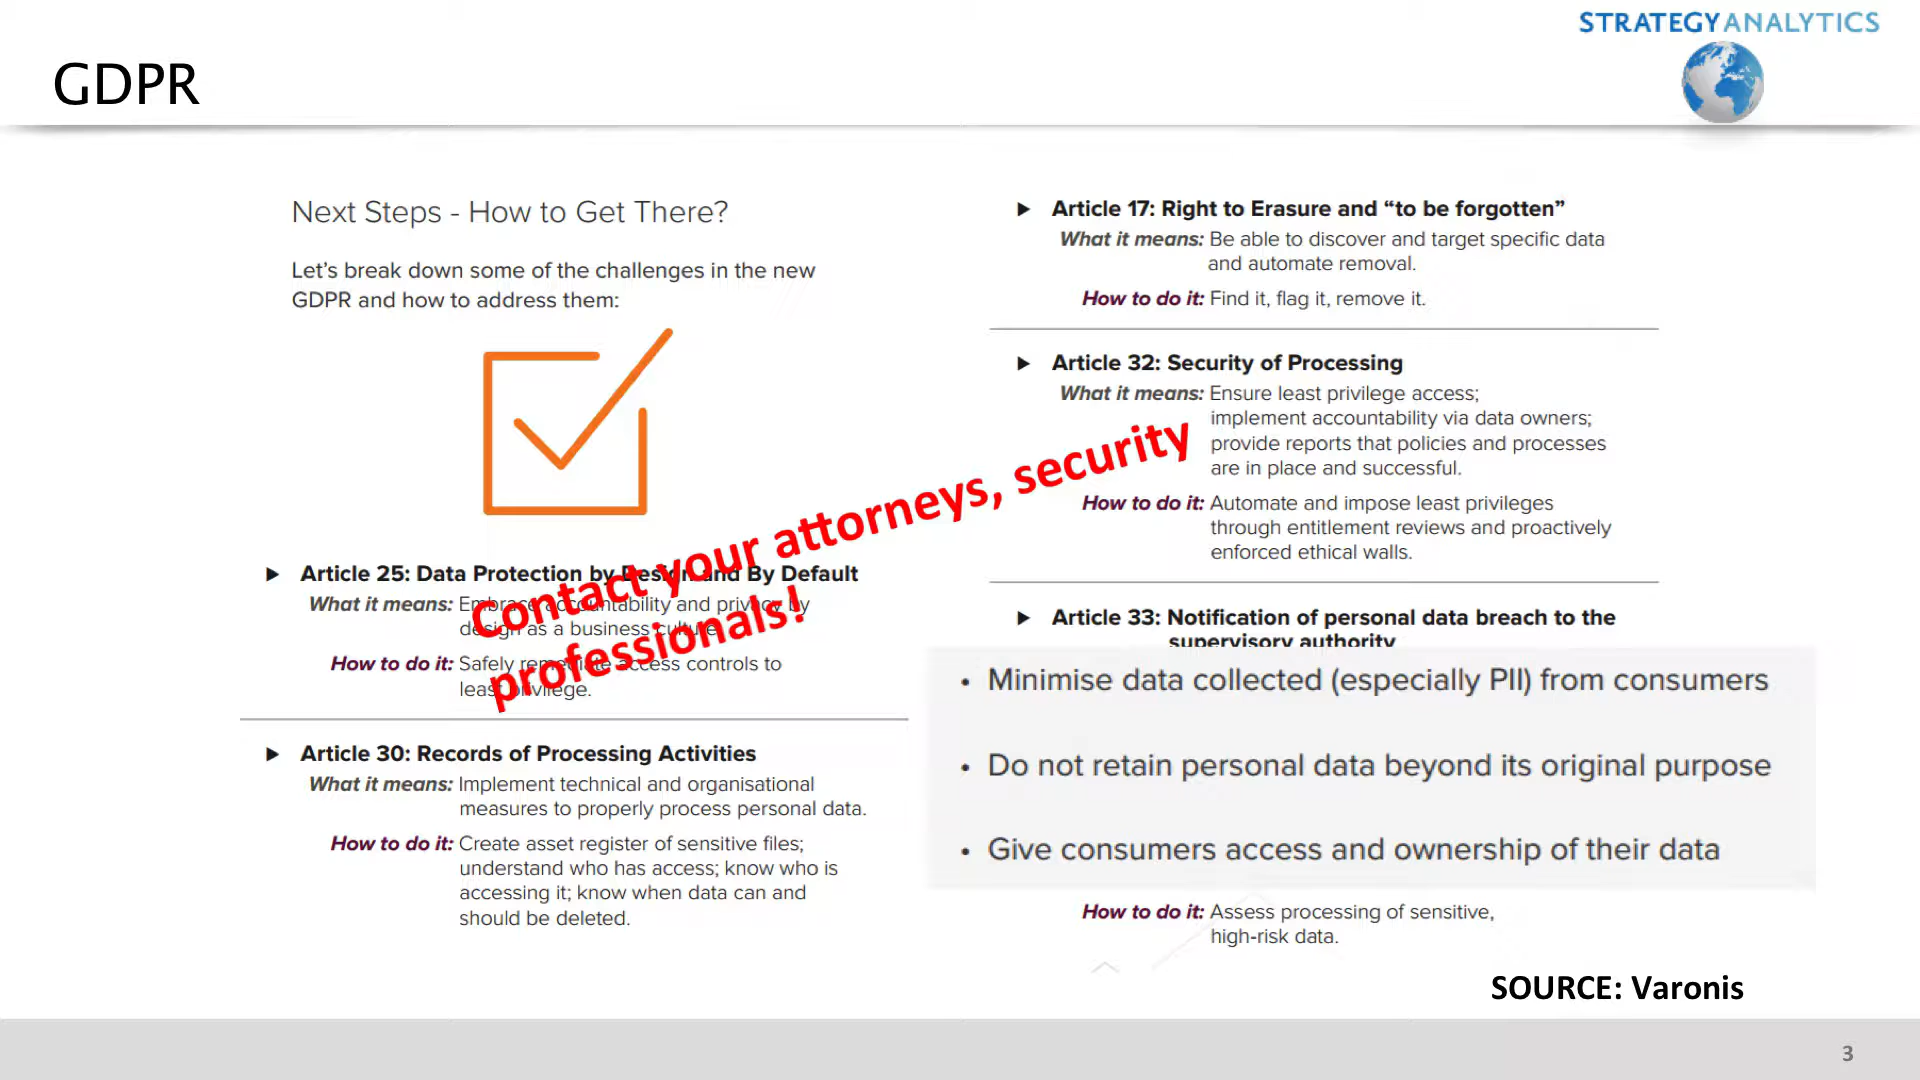 STRATEGYANALYTICS
GDPR
Next Steps - How to Get There?
Let's break down some of the challenges in the new
GDPR and how to address them:
Article 25: Data Protection by Design and By Default
What it means: Embrace accountability and privacy by
design as a business culture.
How to do it: Safely remediate access controls to
least privilege.
Article 30: Records of Processing Activities
What it means: Implement technical and organisational
measures to properly process personal data.
How to do it: Create asset register of sensitive files;
understand who has access; know who is
accessing it; know when data can and
should be deleted.
Contact your attorneys, security
professionals!
Article 17: Right to Erasure and “to be forgotten”
What it means: Be able to discover and target specific data
and automate removal.
How to do it: Find it, flag it, remove it.
Article 32: Security of Processing
What it means: Ensure least privilege access;
implement accountability via data owners;
provide reports that policies and processes
are in place and successful.
How to do it: Automate and impose least privileges
through entitlement reviews and proactively
enforced ethical walls.
Article 33: Notification of personal data breach to the
supervisory authority
• Minimise data collected (especially PII) from consumers
• Do not retain personal data beyond its original purpose
• Give consumers access and ownership of their data
How to do it: Assess processing of sensitive,
high-risk data.
SOURCE: Varonis
3